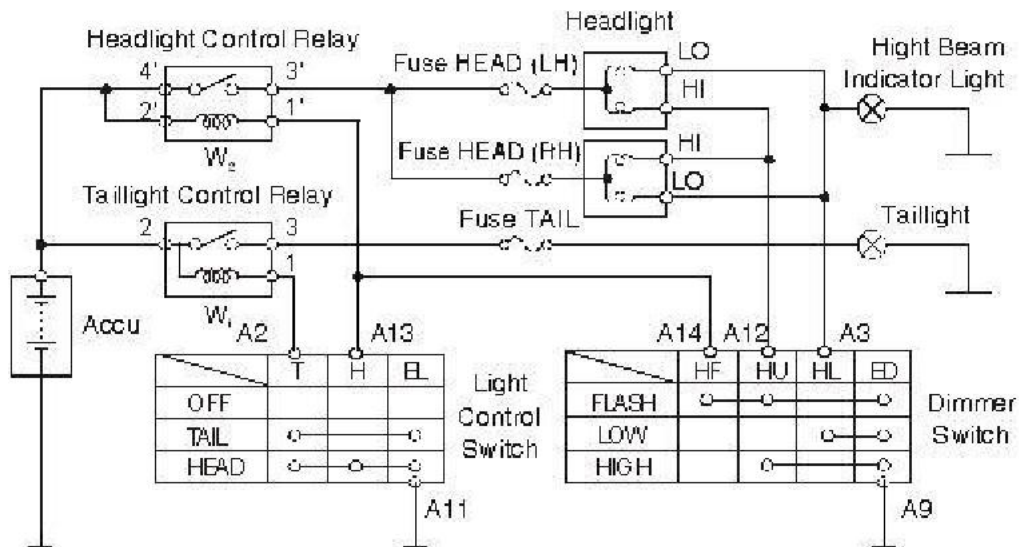 Headlight
Headlight Control Relay
LO
Hight Beam
Indicator Light
4'
3'
Fuse HEAD (LH)
HI
2'
1'
W₂
Fuse HEAD (RH)
HI
LO
Taillight Control Relay
2
3
Fuse TAIL
Taillight
1
Accu
W₁
A2
A13
A14
A12
A3
T
H
EL
OFF
TAIL
HEAD
Light
Control
Switch
A11
HF
HU
HL
ED
FLASH
LOW
HIGH
Dimmer
Switch
A9